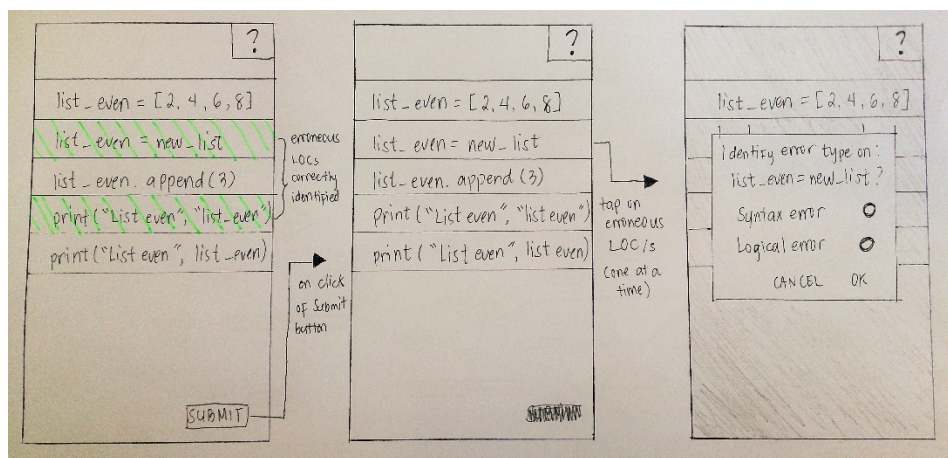 ?
list_even = [2, 4, 6, 8]
list_even = new_list
list_even.append(3)
print("List even", "list_even")
print("List even", list_even)
SUBMIT
erroneous
LOCs
correctly
identified
on click
of Submit
button
?
list_even = [2, 4, 6, 8]
list_even = new_list
list_even.append(3)
print("List even", "list even")
print("List even", list even)
tap on
erroneous
LOC is
(one at a
time)
?
list_even = [2, 4, 6, 8]
identify error type on:
list_even = new_list?
Syntax error
Logical error
CANCEL OK